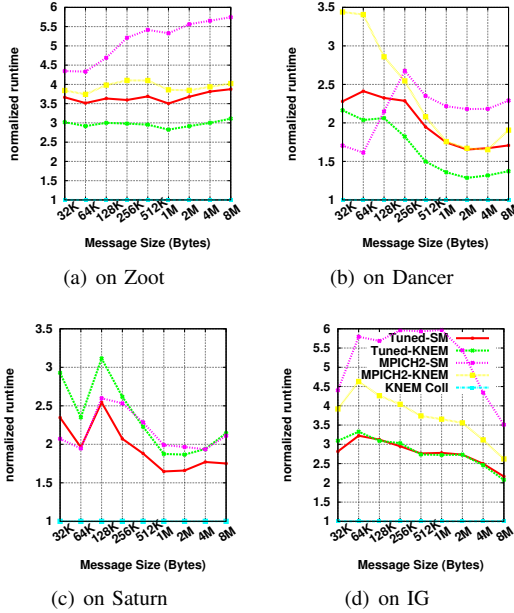 6
5.5
5
4.5
4
3.5
3
2.5
2
1.5
1
normalized runtime
32K 64K 128K 256K 512K 1M 2M 4M 8M
Message Size (Bytes)
(a) on Zoot
3.5
3
2.5
2
1.5
1
normalized runtime
32K 64K 128K 256K 512K 1M 2M 4M 8M
Message Size (Bytes)
(b) on Dancer
3.5
3
2.5
2
1.5
1
normalized runtime
32K 64K 128K 256K 512K 1M 2M 4M 8M
Message Size (Bytes)
(c) on Saturn
6
5.5
5
4.5
4
3.5
3
2.5
2
1.5
1
normalized runtime
Tuned-SM
Tuned-KNEM
MPICH2-SM
MPICH2-KNEM
KNEM Coll
32K 64K 128K 256K 512K 1M 2M 4M 8M
Message Size (Bytes)
(d) on IG